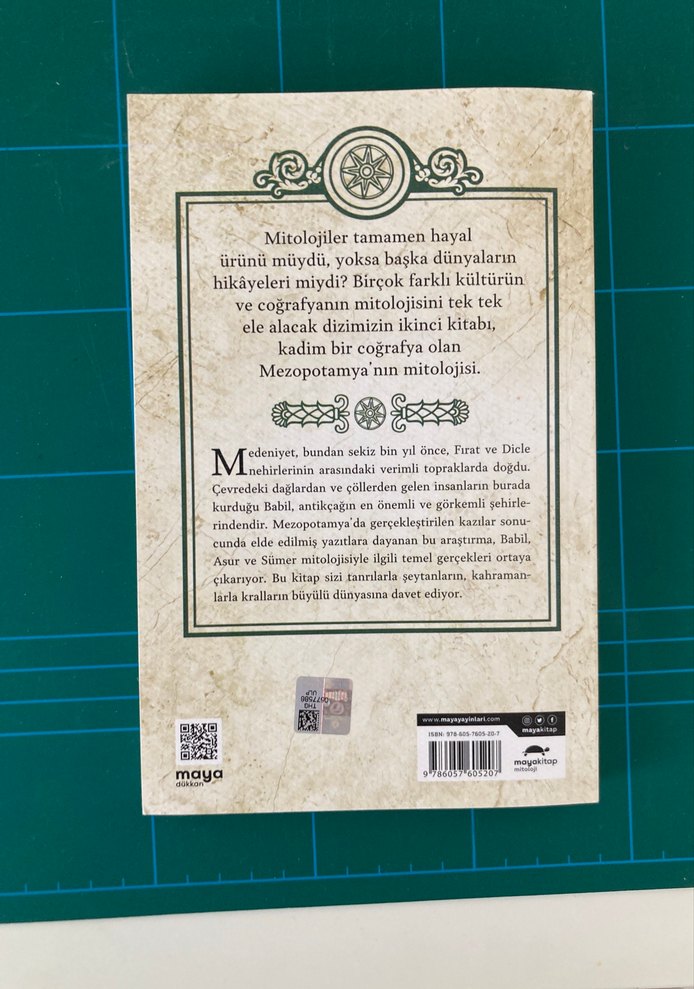 Mitolojiler tamamen hayal
ürünü müydü, yoksa başka dünyaların
hikâyeleri miydi? Birçok farklı kültürün
ve coğrafyanın mitolojisini tek tek
ele alacak dizimizin ikinci kitabı,
kadim bir coğrafya olan
Mezopotamya'nın mitolojisi.
Medeniyet, bundan sekiz bin yıl önce, Fırat ve Dicle
nehirlerinin arasındaki verimli topraklarda doğdu.
Çevredeki dağlardan ve çöllerden gelen insanların burada
kurduğu Babil, antikçağın en önemli ve görkemli şehirle-
rindendir. Mezopotamya'da gerçekleştirilen kazılar sonu-
cunda elde edilmiş yazıtlara dayanan bu araştırma, Babil,
Asur ve Sümer mitolojisiyle ilgili temel gerçekleri ortaya
çıkarıyor. Bu kitap sizi tanrılarla şeytanların, kahraman-
larla kralların büyülü dünyasına davet ediyor.
THG
ULP
maya
dükkan
www.mayayayinlari.com
mayakitap
ISBN: 978-605-7605-20-7
9 786057 605207
mayakitap
mitoloji